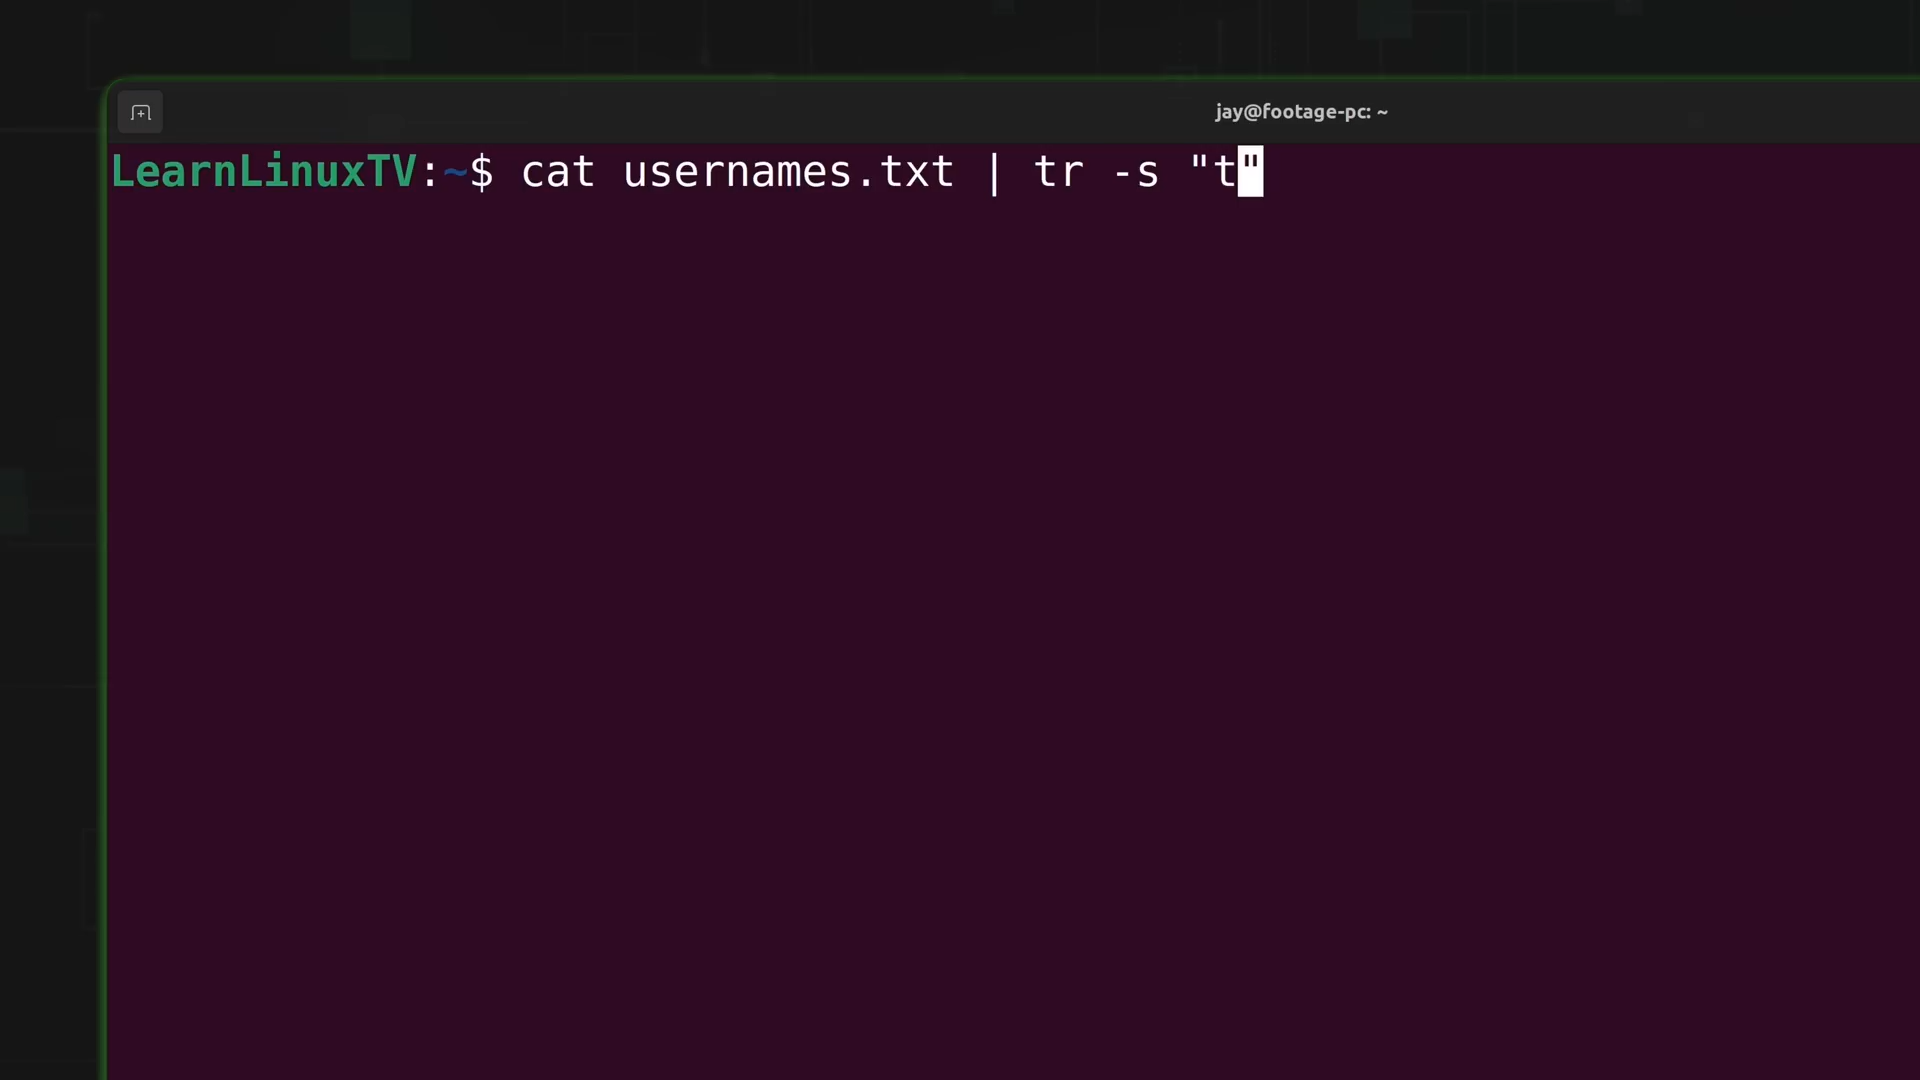 jay@footage-pc: ~
LearnLinuxTV:~$ cat usernames.txt | tr -s "t"